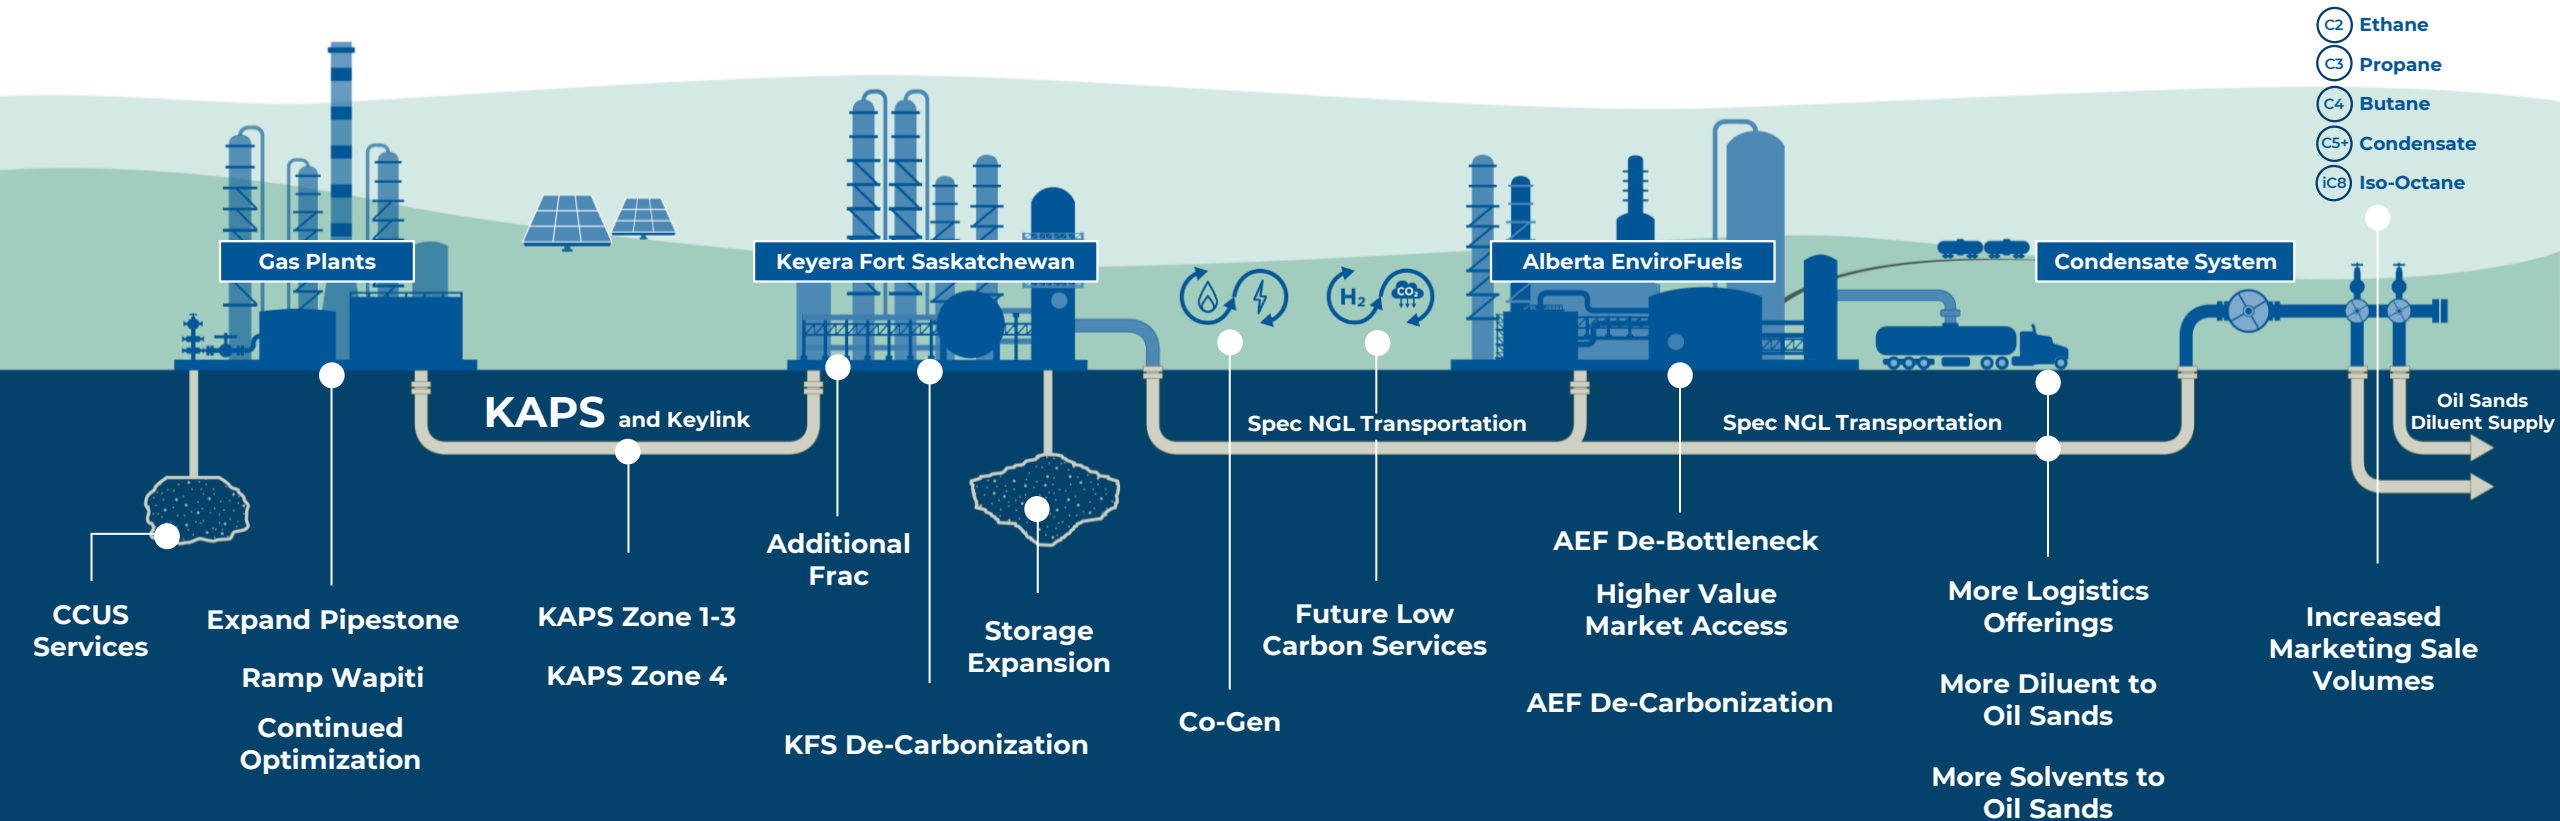 C2 Ethane
C3 Propane
C4 Butane
C5+ Condensate
iC8 Iso-Octane
Gas Plants
Keyera Fort Saskatchewan
Alberta EnviroFuels
Condensate System
H2
CO2
KAPS and Keylink
Spec NGL Transportation
Spec NGL Transportation
Oil Sands
Diluent Supply
CCUS
Services
Expand Pipestone
Ramp Wapiti
Continued
Optimization
KAPS Zone 1-3
KAPS Zone 4
Additional
Frac
KFS De-Carbonization
Storage
Expansion
Co-Gen
Future Low
Carbon Services
AEF De-Bottleneck
Higher Value
Market Access
AEF De-Carbonization
More Logistics
Offerings
More Diluent to
Oil Sands
More Solvents to
Oil Sands
Increased
Marketing Sale
Volumes